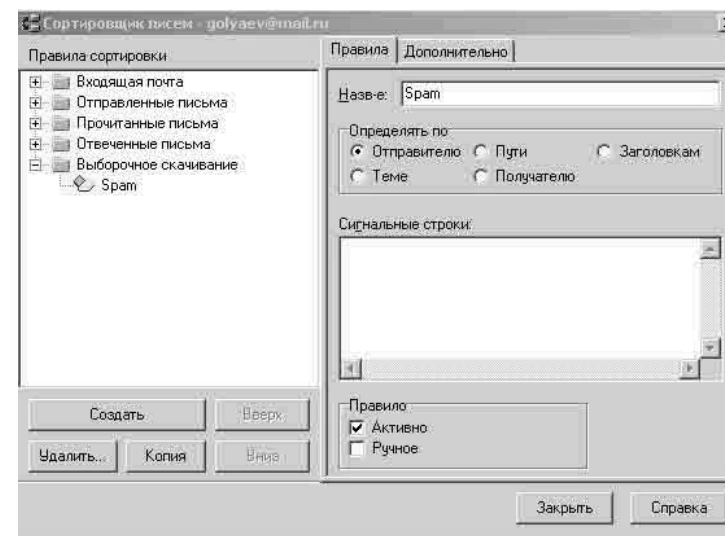 Сортировщик писем - golyaev@mail.ru
Правила сортировки
Входящая почта
Отправленные письма
Прочитанные письма
Отвеченные письма
Выборочное скачивание
Spam
Создать
Вверх
Удалить...
Копия
Вниз
Правила
Дополнительно
Назв-е:
Spam
Определять по
Отправителю
Пути
Заголовкам
Теме
Получателю
Сигнальные строки:
Правило
Активно
Ручное
Закрыть
Справка